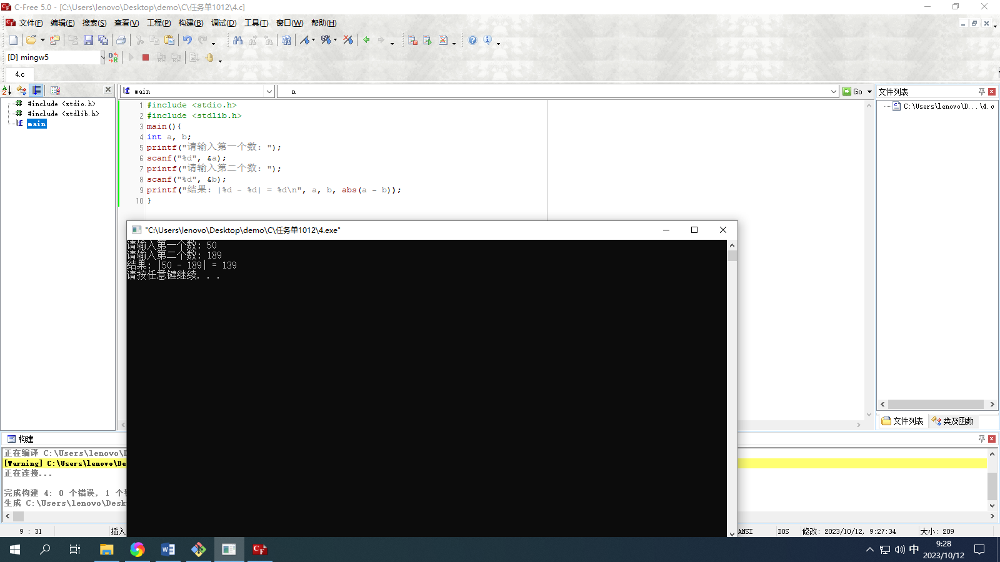 C-Free 5.0 - [C:\Users\lenovo\Desktop\demo\C\任务单1012\4.c]
文件(F) 编辑(E) 搜索(S) 查看(V) 工程(P) 构建(B) 调试(D) 工具(T) 窗口(W) 帮助(H)
[D] mingw5
4.c
main
n
Go
文件列表
#include <stdio.h>
#include <stdlib.h>
main
C:\Users\lenovo\D...\4.c
1 #include <stdio.h>
2 #include <stdlib.h>
3 main(){
4 int a, b;
5 printf("请输入第一个数: ");
6 scanf("%d", &a);
7 printf("请输入第二个数: ");
8 scanf("%d", &b);
9 printf("结果: |%d - %d| = %d\n", a, b, abs(a - b));
10 }
"C:\Users\lenovo\Desktop\demo\C\任务单1012\4.exe"
请输入第一个数: 50
请输入第二个数: 189
结果: |50 - 189| = 139
请按任意键继续. . .
文件列表 类及函数
构建
正在编译 C:\Users\lenovo\D
[Warning] C:\Users\lenovo\De
正在连接...
完成构建 4: 0 个错误, 1 个
生成 C:\Users\lenovo\Desk
9 : 31 插入 ANSI DOS 修改: 2023/10/12, 9:27:34 大小: 209
中 9:28
2023/10/12